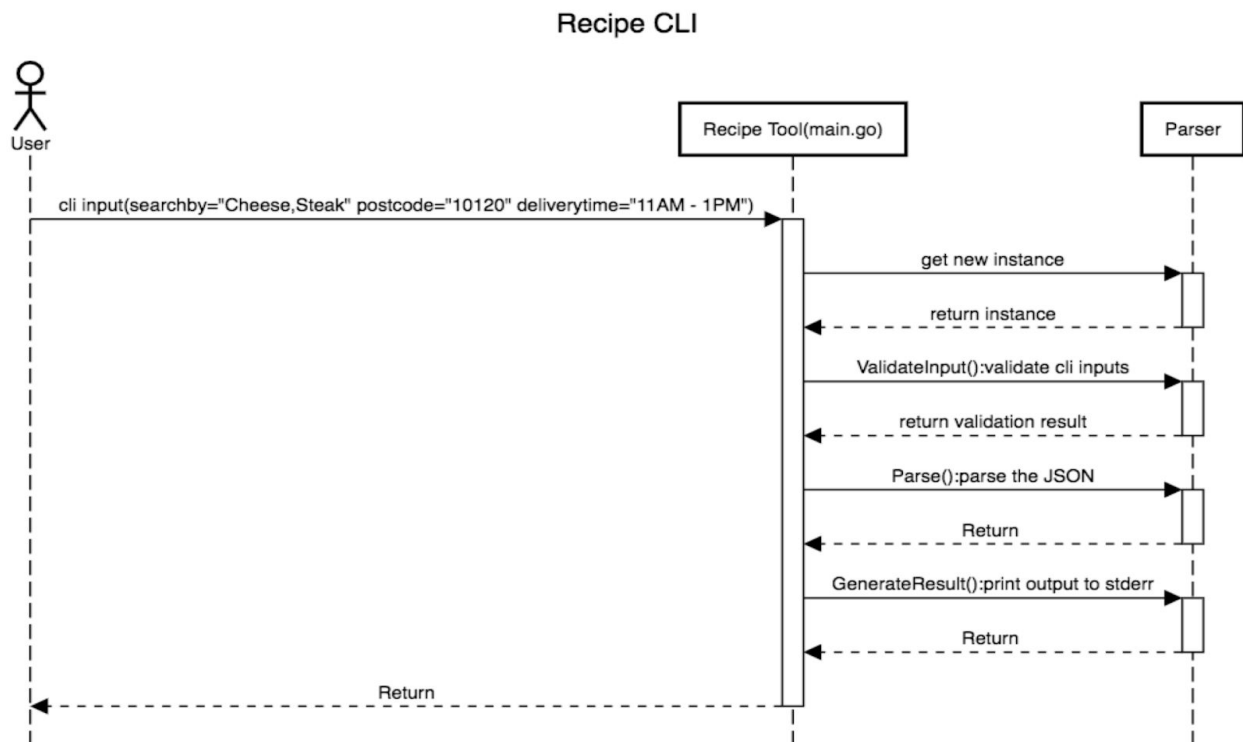 Recipe CLI
User
Recipe Tool(main.go)
Parser
cli input(searchby="Cheese,Steak" postcode="10120" deliverytime="11AM - 1PM")
get new instance
return instance
ValidateInput():validate cli inputs
return validation result
Parse():parse the JSON
Return
GenerateResult():print output to stderr
Return
Return